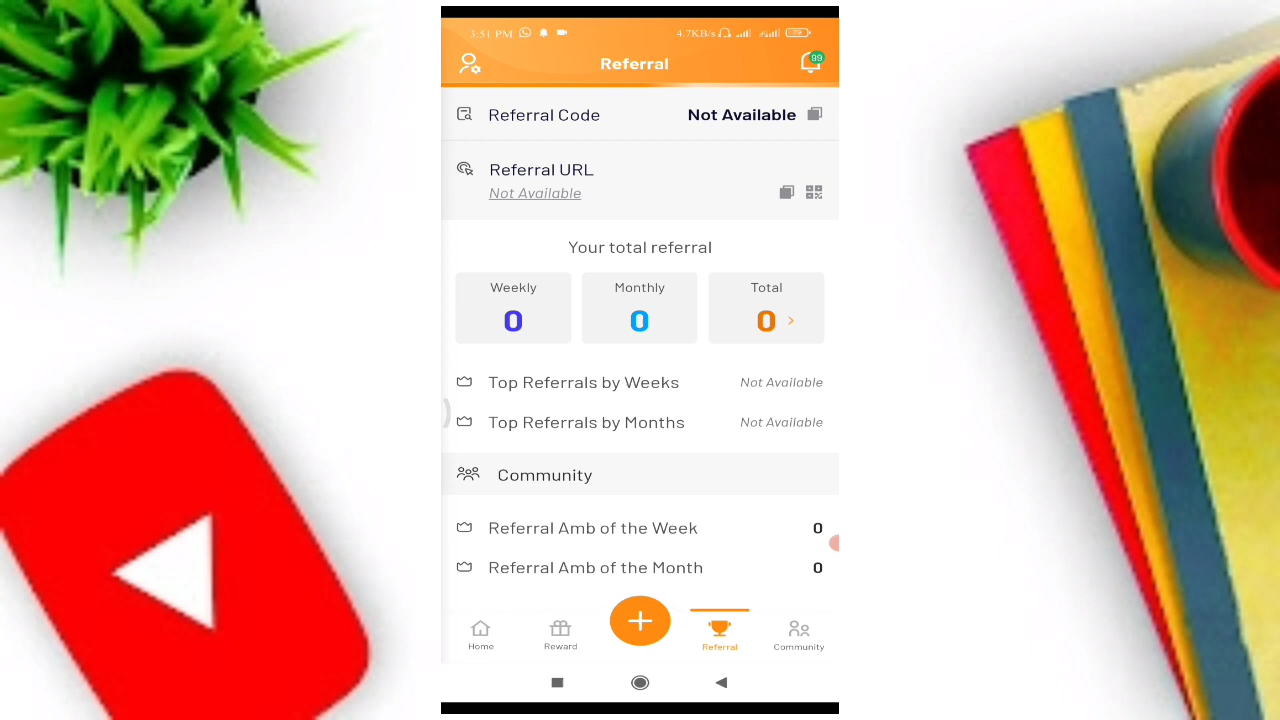 3:51 PM 4.7KB/s 79
Referral
99
Referral Code Not Available
Referral URL
Not Available
Your total referral
Weekly Monthly Total
0 0 0
Top Referrals by Weeks Not Available
Top Referrals by Months Not Available
Community
Referral Amb of the Week 0
Referral Amb of the Month 0
Home Reward Referral Community